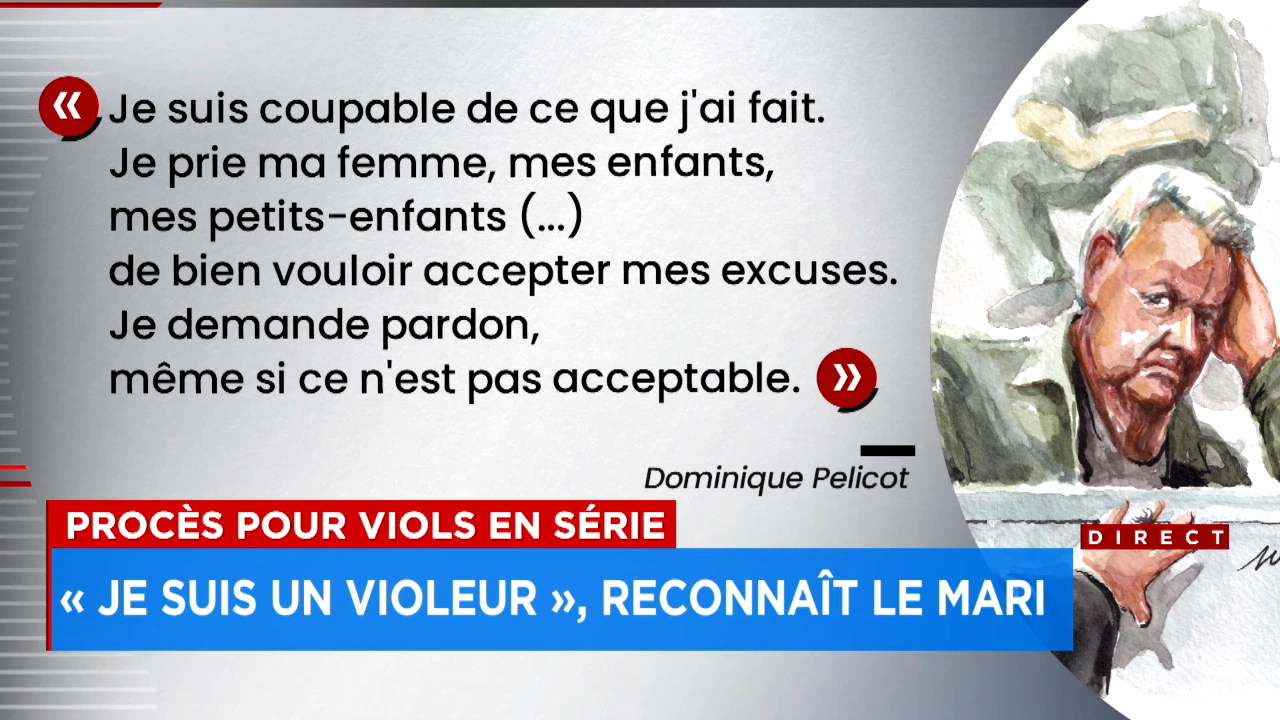 « Je suis coupable de ce que j'ai fait.
Je prie ma femme, mes enfants,
mes petits-enfants (...)
de bien vouloir accepter mes excuses.
Je demande pardon,
même si ce n'est pas acceptable. »
Dominique Pelicot
PROCÈS POUR VIOLS EN SÉRIE
DIRECT
« JE SUIS UN VIOLEUR », RECONNAÎT LE MARI